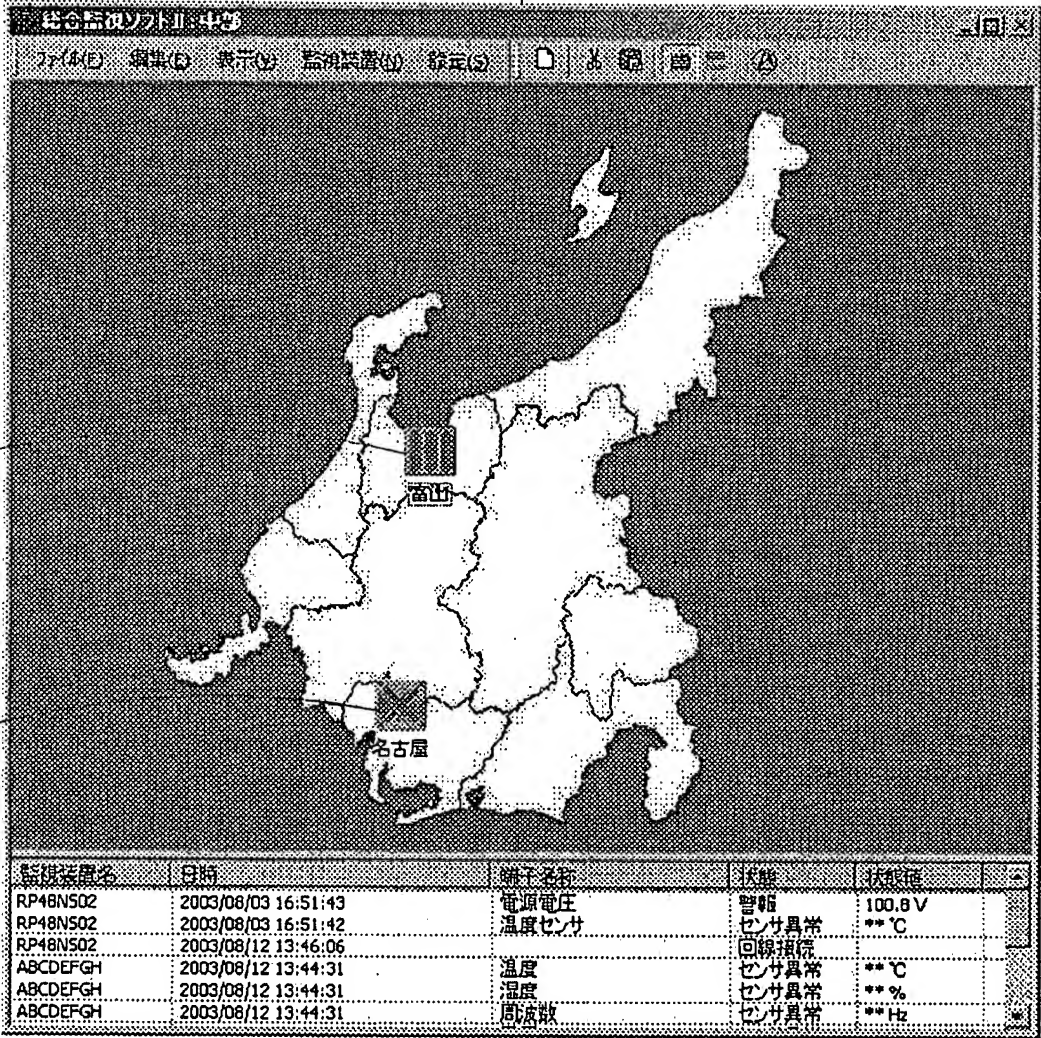 総合監視ソフトII:中部
ファイル(F) 編集(E) 表示(V) 監視装置(N) 設定(S)
富山
名古屋
監視装置名 日時 端子名称 状態 状態値
RP48NS02 2003/08/03 16:51:43 電源電圧 警報 100.8 V
RP48NS02 2003/08/03 16:51:42 温度センサ センサ異常 ** ℃
RP48NS02 2003/08/12 13:46:06 回線接続
ABCDEFGH 2003/08/12 13:44:31 温度 センサ異常 ** ℃
ABCDEFGH 2003/08/12 13:44:31 湿度 センサ異常 ** %
ABCDEFGH 2003/08/12 13:44:31 周波数 センサ異常 ** Hz